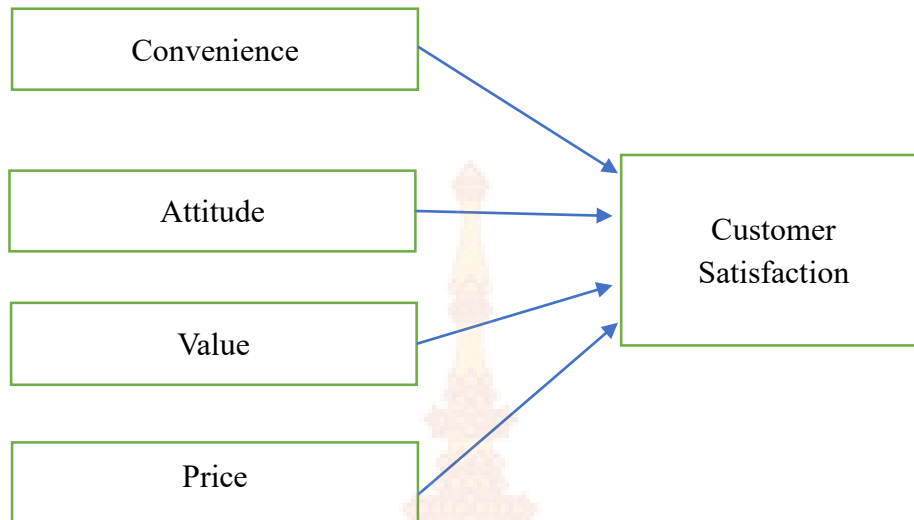 Convenience
Attitude
Customer
Satisfaction
Value
Price